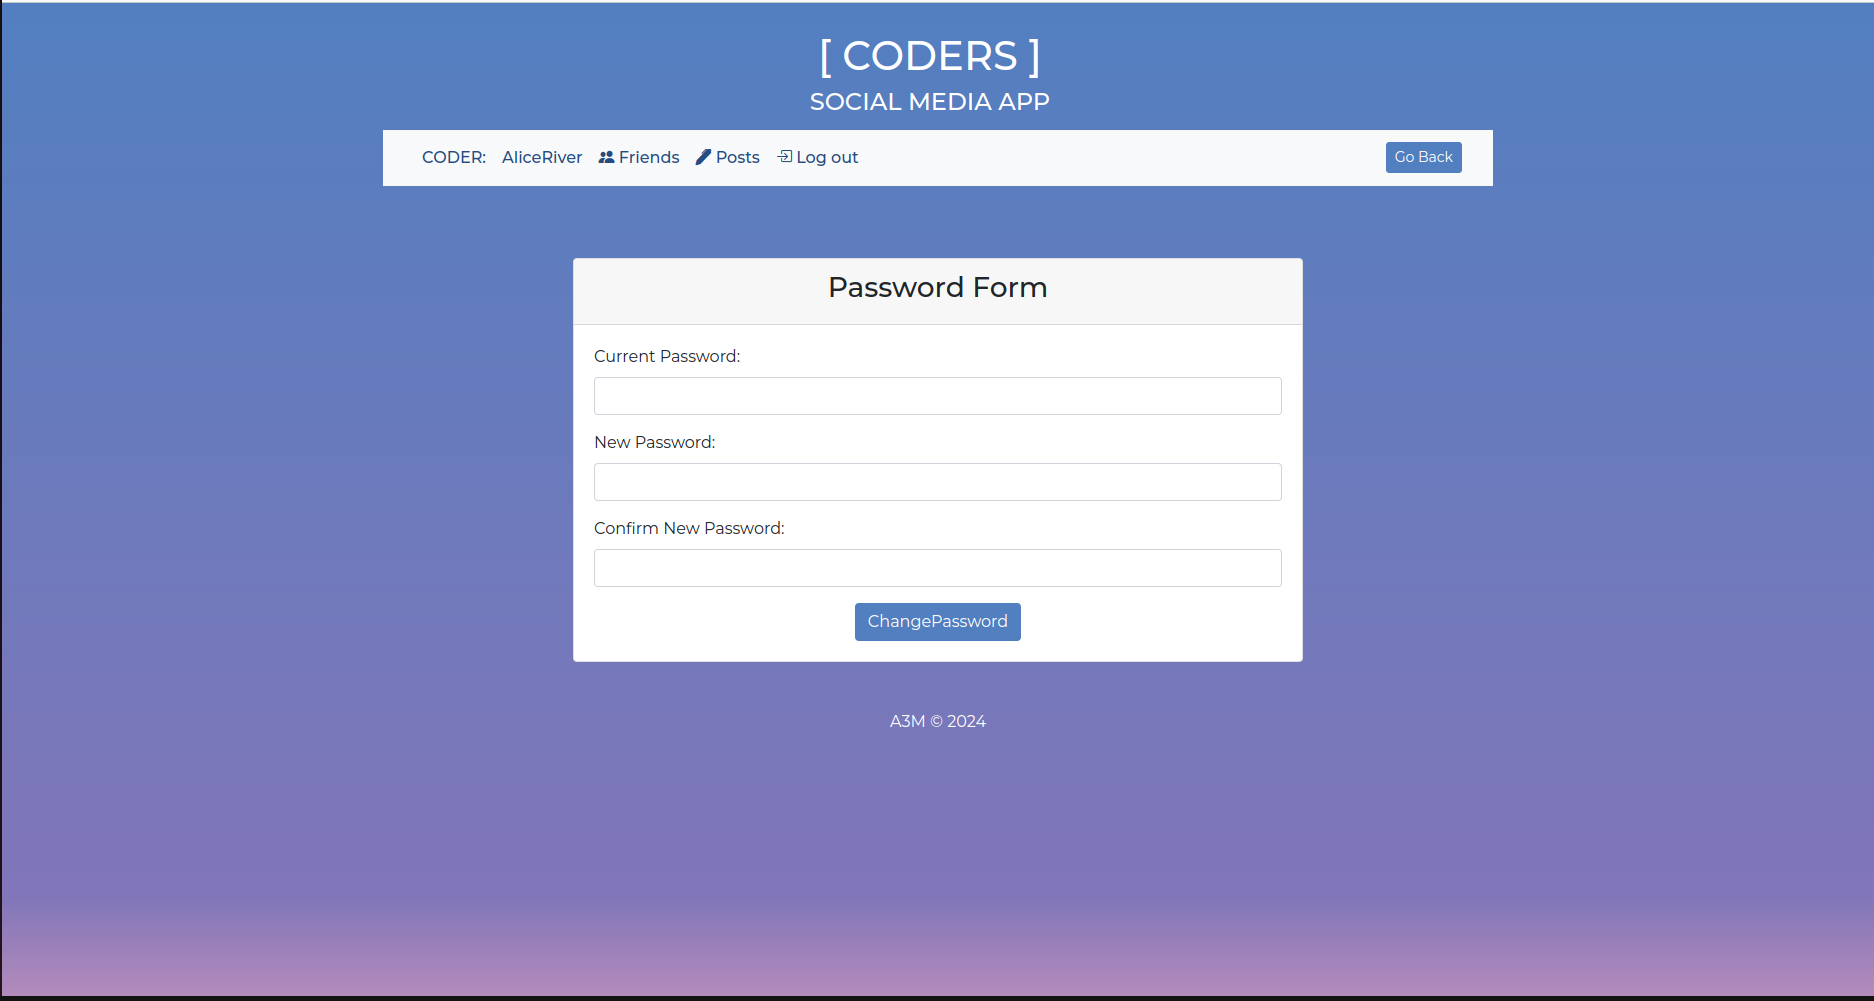 [ CODERS ]
SOCIAL MEDIA APP
CODER: AliceRiver Friends Posts Log out Go Back
Password Form
Current Password:
New Password:
Confirm New Password:
ChangePassword
A3M © 2024